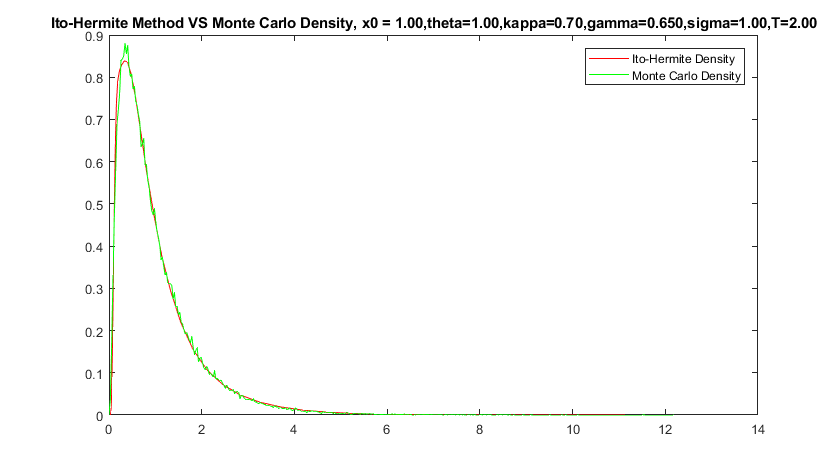 Ito-Hermite Method VS Monte Carlo Density, x0 = 1.00,theta=1.00,kappa=0.70,gamma=0.650,sigma=1.00,T=2.00
0.9
Ito-Hermite Density
Monte Carlo Density
0.8
0.7
0.6
0.5
0.4
0.3
0.2
0.1
0
0 2 4 6 8 10 12 14